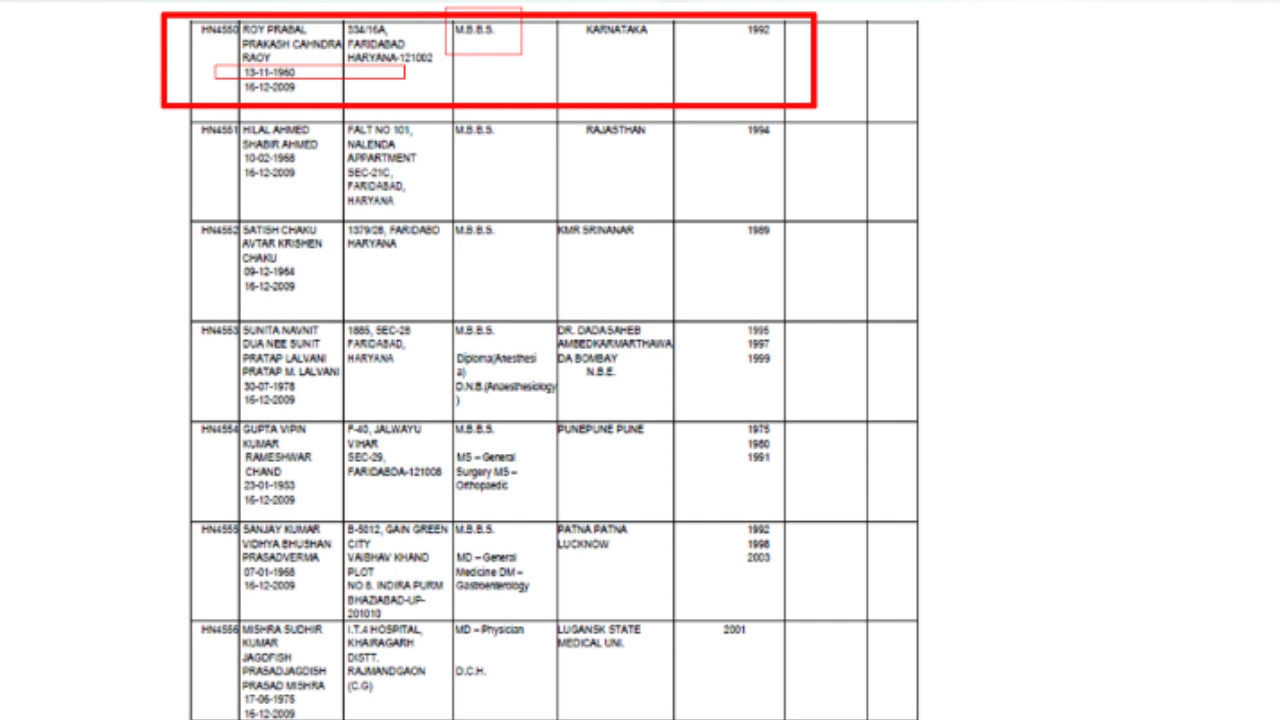 HN4550 ROY PRABAL 334/16A, M.B.B.S. KARNATAKA 1992
PRAKASH CAHNDRA FARIDABAD
RAOY HARYANA-121002
13-11-1960
16-12-2009
HN4551 HILAL AHMED FALT NO 101, M.B.B.S. RAJASTHAN 1994
SHABIR AHMED NALENDA
10-02-1968 APPARTMENT
16-12-2009 SEC-21C,
FARIDABAD,
HARYANA
HN4552 SATISH CHAKU 1379/28, FARIDABD M.B.B.S. KMR SRINANAR 1989
AVTAR KRISHEN HARYANA
CHAKU
09-12-1964
16-12-2009
HN4553 SUNITA NAVNIT 1885, SEC-28 M.B.B.S. DR. DADASAHEB 1995
DUA NEE SUNIT FARIDABAD, AMBEDKARMARTHAWA 1997
PRATAP LALVANI HARYANA Diploma(Anesthesi DA BOMBAY 1999
PRATAP M. LALVANI a) N.B.E.
30-07-1978 D.N.B.(Anaesthesiology
16-12-2009 )
HN4554 GUPTA VIPIN F-40, JALWAYU M.B.B.S. PUNEPUNE PUNE 1975
KUMAR VIHAR 1980
RAMESHWAR SEC-29, MS – General 1991
CHAND FARIDABDA-121008 Surgery MS –
23-01-1953 Orthopaedic
16-12-2009
HN4555 SANJAY KUMAR B-5012, GAIN GREEN M.B.B.S. PATNA PATNA 1992
VIDHYA BHUSHAN CITY LUCKNOW 1998
PRASADVERMA VAIBHAV KHAND MD – General 2003
07-01-1968 PLOT Medicine DM –
16-12-2009 NO 8. INDIRA PURM Gastroenterology
BHAZIABAD-UP-
201010
HN4556 MISHRA SUDHIR I.T.4 HOSPITAL, MD – Physician LUGANSK STATE 2001
KUMAR KHAIRAGARH MEDICAL UNI.
JAGDFISH DISTT.
PRASADJAGDISH RAJMANDGAON D.C.H.
PRASAD MISHRA (C.G)
17-06-1975
16-12-2009